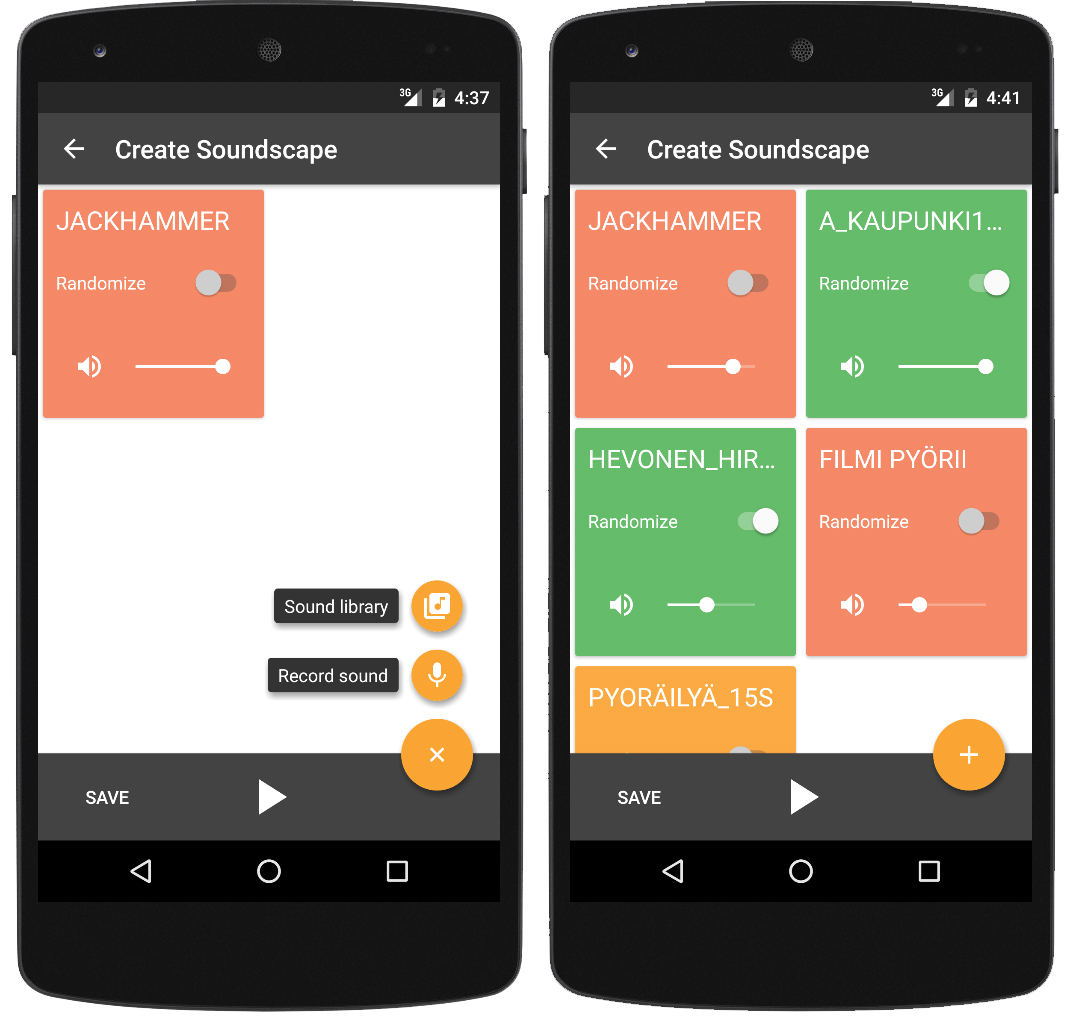 3G 4:37
Create Soundscape
JACKHAMMER
Randomize
Sound library
Record sound
SAVE
3G 4:41
Create Soundscape
JACKHAMMER
A_KAUPUNKI1...
Randomize
Randomize
HEVONEN_HIR...
FILMI PYÖRII
Randomize
Randomize
PYORÄILYÄ_15S
SAVE